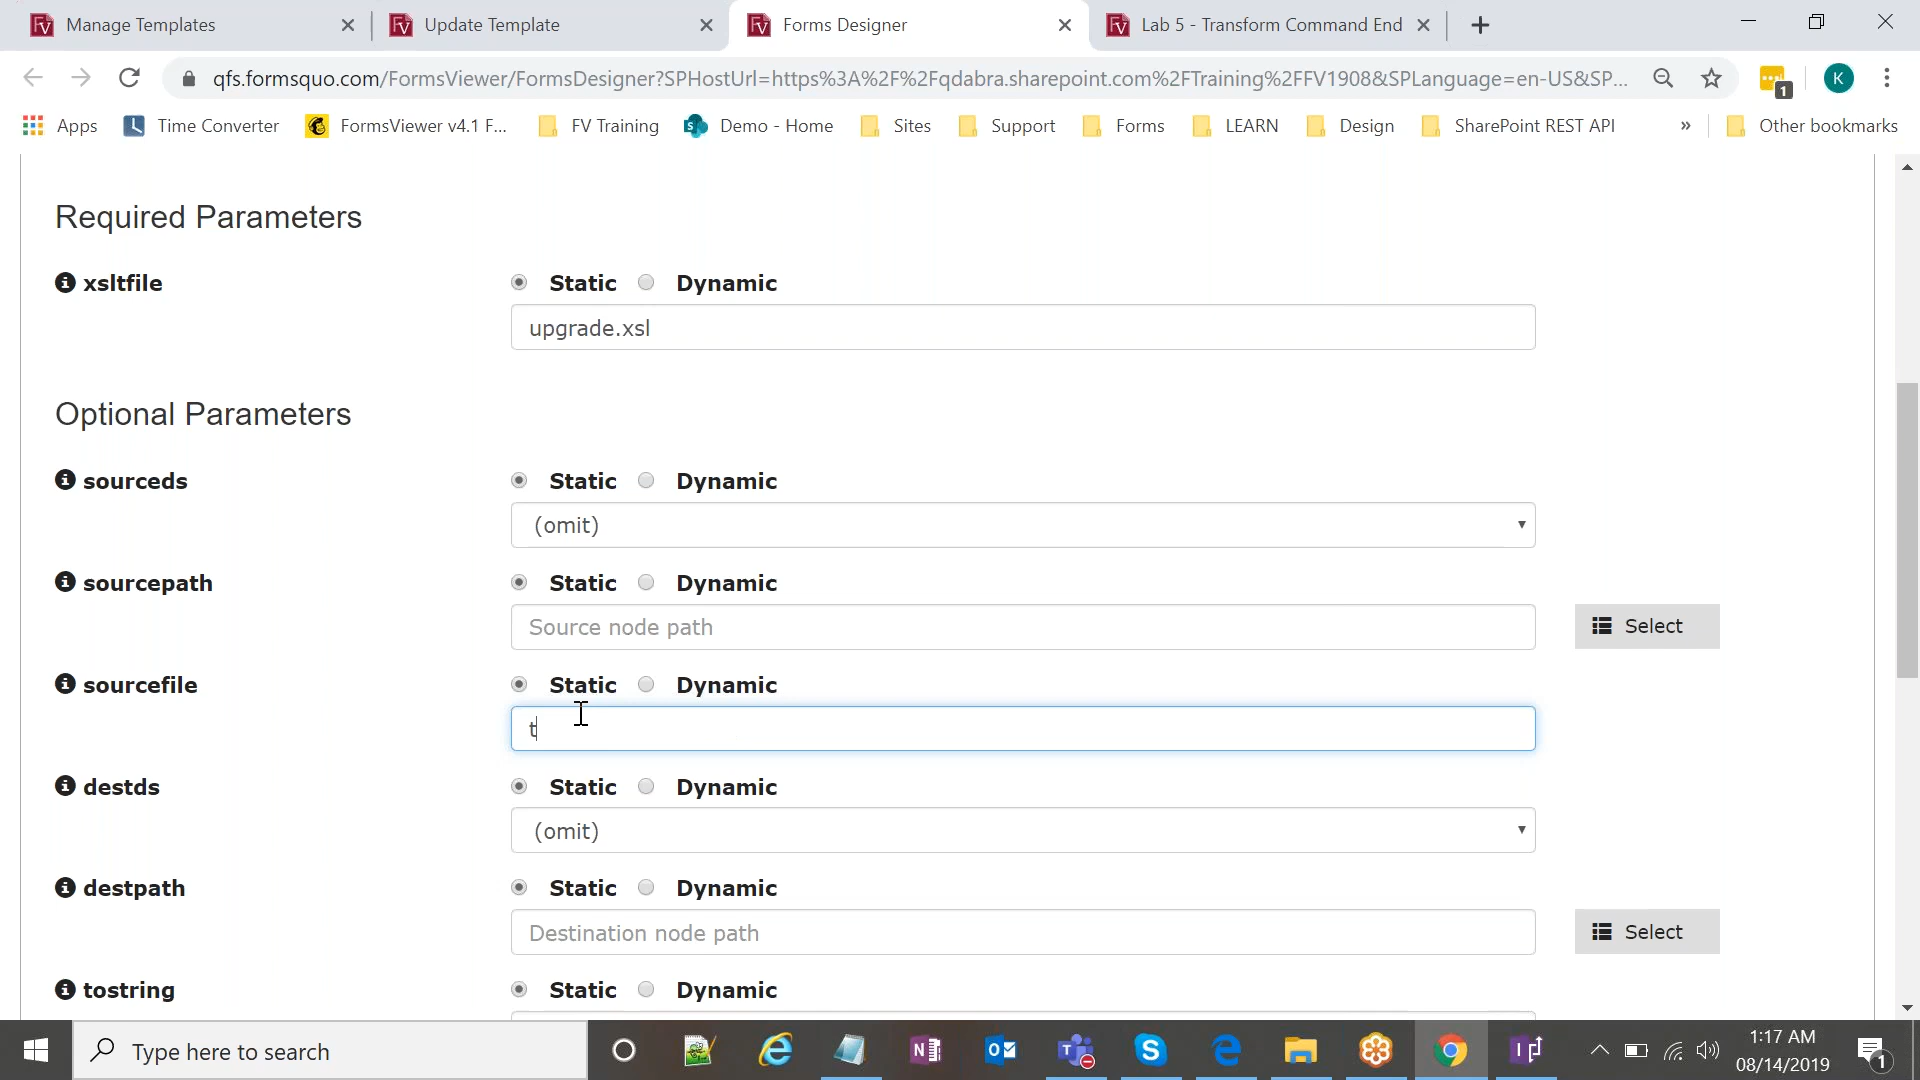 Manage Templates
Update Template
Forms Designer
Lab 5 - Transform Command End
qfs.formsquo.com/FormsViewer/FormsDesigner?SPHostUrl=https%3A%2F%2Fqdabra.sharepoint.com%2FTraining%2FFV1908&SPLanguage=en-US&SP...
1
K
Apps
Time Converter
FormsViewer v4.1 F...
FV Training
Demo - Home
Sites
Support
Forms
LEARN
Design
SharePoint REST API
»
Other bookmarks
Required Parameters
xsltfile
Static
Dynamic
upgrade.xsl
Optional Parameters
sourceds
Static
Dynamic
(omit)
sourcepath
Static
Dynamic
Source node path
Select
sourcefile
Static
Dynamic
t
destds
Static
Dynamic
(omit)
destpath
Static
Dynamic
Destination node path
Select
tostring
Static
Dynamic
Type here to search
1:17 AM
08/14/2019
1